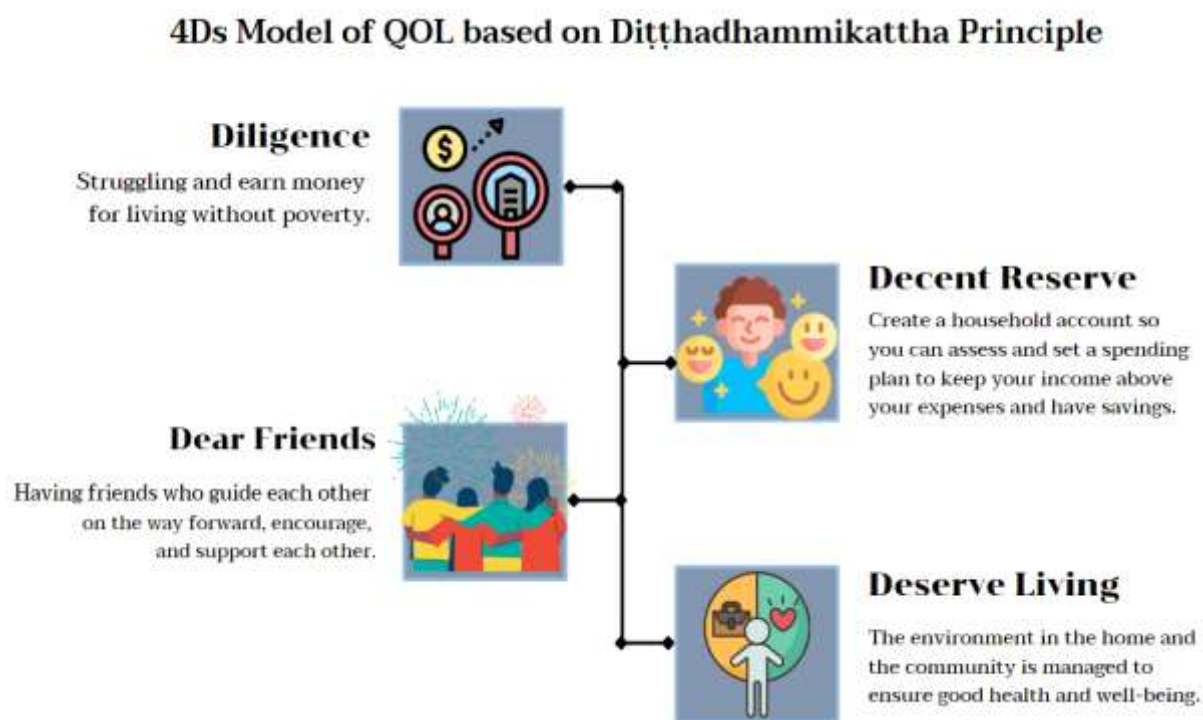 4Ds Model of QOL based on Diṭṭhadhammikattha Principle
Diligence
Struggling and earn money
for living without poverty.
Decent Reserve
Create a household account so
you can assess and set a spending
plan to keep your income above
your expenses and have savings.
Dear Friends
Having friends who guide each other
on the way forward, encourage,
and support each other.
Deserve Living
The environment in the home and
the community is managed to
ensure good health and well-being.